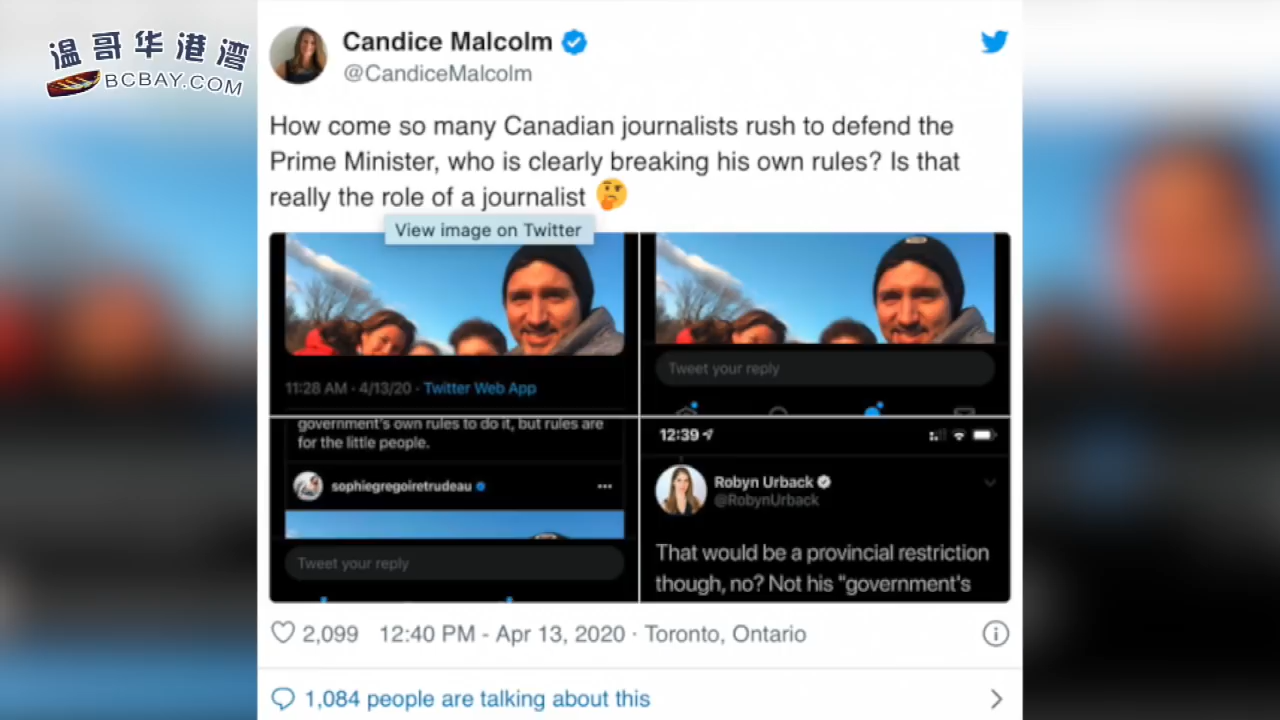 温哥华港湾
BCBAY.COM
Candice Malcolm
@CandiceMalcolm
How come so many Canadian journalists rush to defend the
Prime Minister, who is clearly breaking his own rules? Is that
really the role of a journalist 🤔
View image on Twitter
11:28 AM · 4/13/20 · Twitter Web App
Tweet your reply
government's own rules to do it, but rules are
for the little people.
sophiegregoiretrudeau
Tweet your reply
12:39
Robyn Urback
@RobynUrback
That would be a provincial restriction
though, no? Not his "government's
2,099 12:40 PM - Apr 13, 2020 · Toronto, Ontario
1,084 people are talking about this